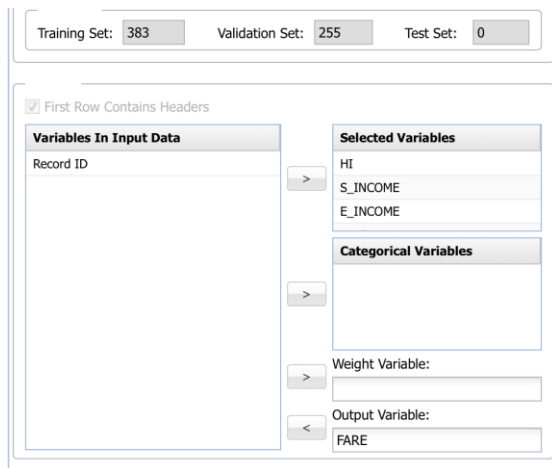 Training Set: 383 Validation Set: 255 Test Set: 0
First Row Contains Headers
Variables In Input Data
Record ID
>
Selected Variables
HI
S_INCOME
E_INCOME
>
Categorical Variables
>
Weight Variable:
<
Output Variable:
FARE